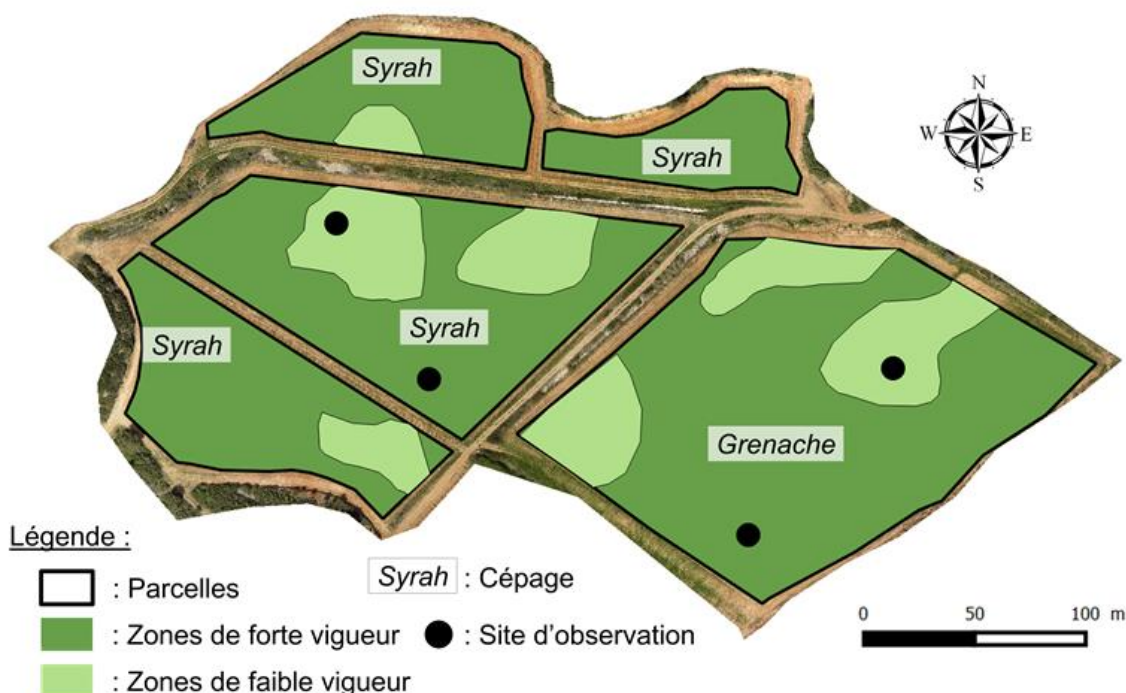 Syrah
Syrah
N
W E
S
Syrah
Syrah
Grenache
Légende :
: Parcelles
Syrah : Cépage
: Zones de forte vigueur
: Site d'observation
: Zones de faible vigueur
0 50 100 m